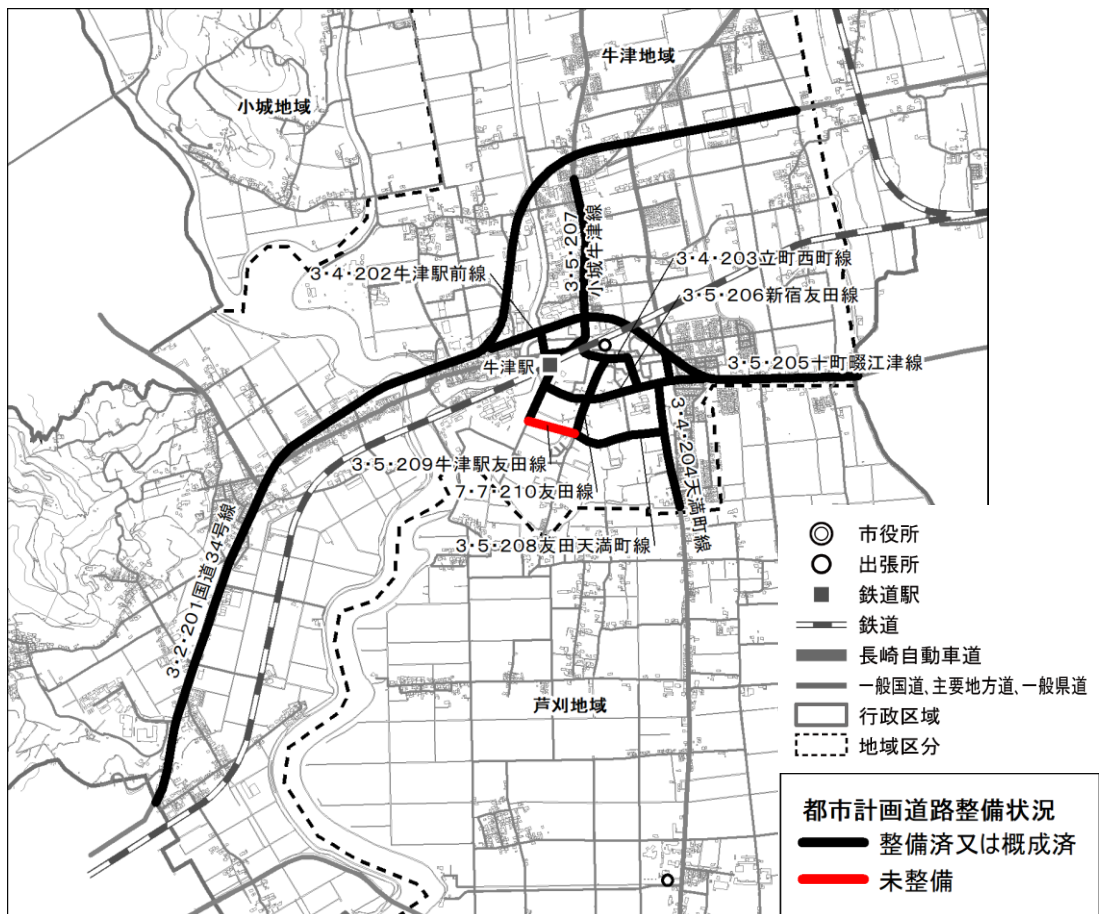 牛津地域
小城地域
3・5・207
小城牛津線
3・4・203立町西町線
3・4・202牛津駅前線
3・5・206新宿友田線
牛津駅
3・5・205十町畷江津線
3・4・204天満町線
3・5・209牛津駅友田線
7・7・210友田線
3・5・208友田天満町線
3・2・201国道34号線
芦刈地域
市役所
出張所
鉄道駅
鉄道
長崎自動車道
一般国道、主要地方道、一般県道
行政区域
地域区分
都市計画道路整備状況
整備済又は概成済
未整備